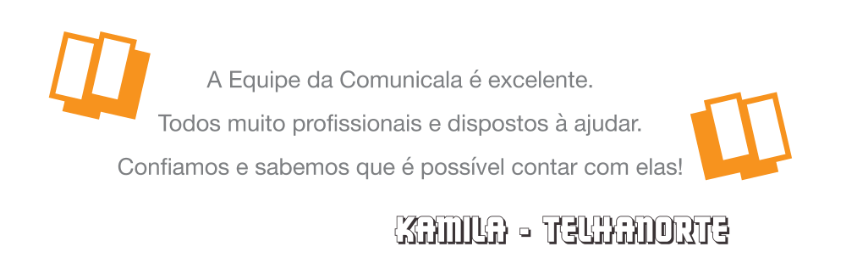 A Equipe da Comunicala é excelente.
Todos muito profissionais e dispostos à ajudar.
Confiamos e sabemos que é possível contar com elas!
KAMILA - TELHANORTE